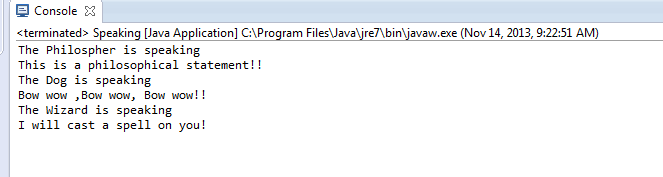 Console
<terminated> Speaking [Java Application] C:\Program Files\Java\jre7\bin\javaw.exe (Nov 14, 2013, 9:22:51 AM)
The Philospher is speaking
This is a philosophical statement!!
The Dog is speaking
Bow wow ,Bow wow, Bow wow!!
The Wizard is speaking
I will cast a spell on you!